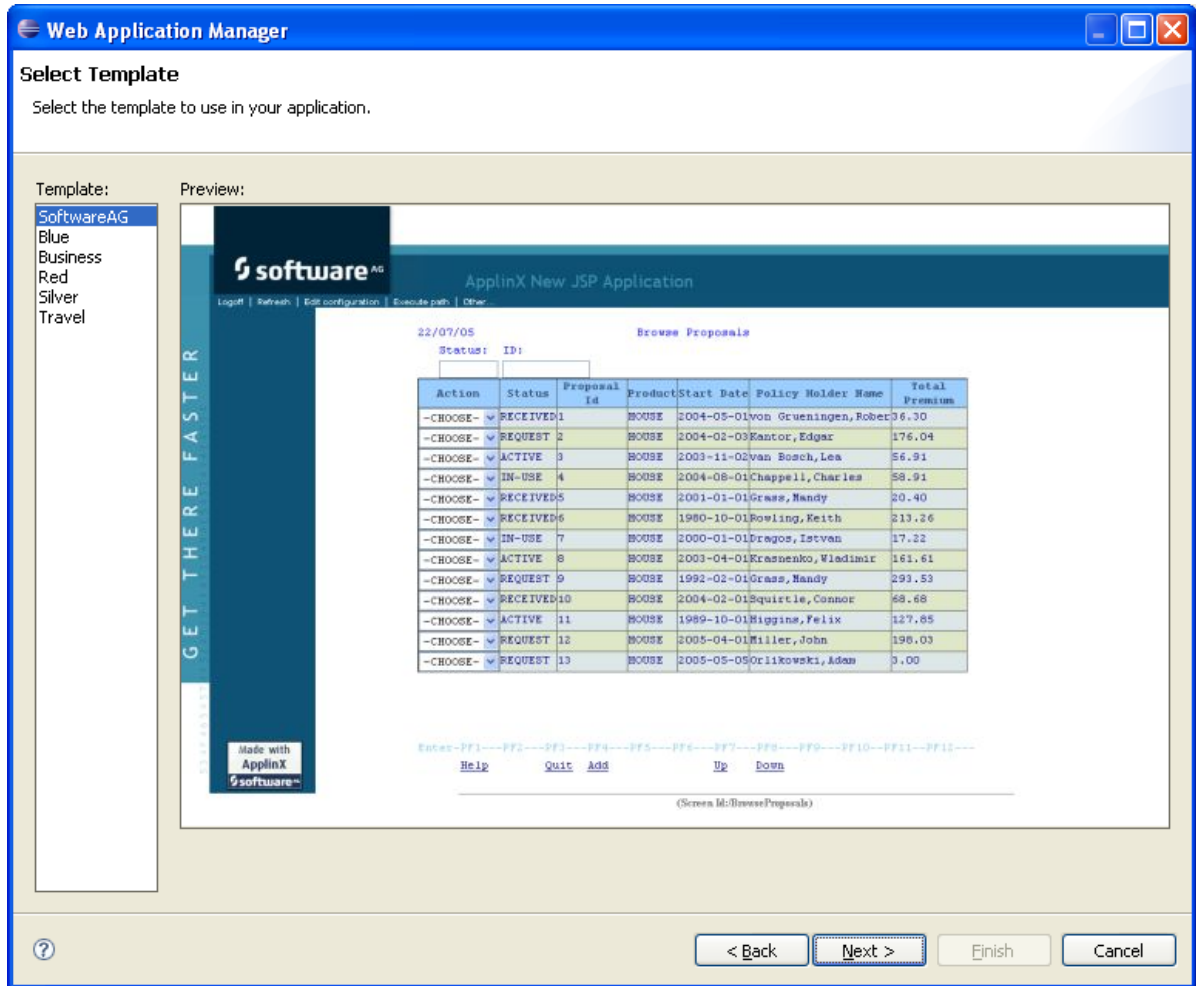 Web Application Manager
Select Template
Select the template to use in your application.
Template:
SoftwareAG
Blue
Business
Red
Silver
Travel
Preview:
software AG
ApplinX New JSP Application
Logoff | Refresh | Edit configuration | Execute path | Other...
GET THERE FASTER
22/07/05 Browse Proposals
Status: ID:
Action Status Proposal Id Product Start Date Policy Holder Name Total Premium
-CHOOSE- RECEIVED 1 HOUSE 2004-05-01 von Grueningen,Rober 36.30
-CHOOSE- REQUEST 2 HOUSE 2004-02-03 Kantor,Edgar 176.04
-CHOOSE- ACTIVE 3 HOUSE 2003-11-02 van Bosch,Lea 56.91
-CHOOSE- IN-USE 4 HOUSE 2004-08-01 Chappell,Charles 58.91
-CHOOSE- RECEIVED 5 HOUSE 2001-01-01 Grass,Mandy 20.40
-CHOOSE- RECEIVED 6 HOUSE 1980-10-01 Rowling,Keith 213.26
-CHOOSE- IN-USE 7 HOUSE 2000-01-01 Dragos,Istvan 17.22
-CHOOSE- ACTIVE 8 HOUSE 2003-04-01 Krasnenko,Wladimir 161.61
-CHOOSE- REQUEST 9 HOUSE 1992-02-01 Grass,Mandy 293.53
-CHOOSE- RECEIVED 10 HOUSE 2004-02-01 Squirtle,Connor 68.68
-CHOOSE- ACTIVE 11 HOUSE 1989-10-01 Higgins,Felix 127.85
-CHOOSE- REQUEST 12 HOUSE 2005-04-01 Miller,John 198.03
-CHOOSE- REQUEST 13 HOUSE 2005-05-05 Orlikowski,Adam 3.00
Enter-PF1---PF2---PF3---PF4---PF5---PF6---PF7---PF8---PF9---PF10--PF11--PF12---
Help Quit Add Up Down
(Screen Id:/BrowseProposals)
Made with
ApplinX
software AG
< Back
Next >
Finish
Cancel